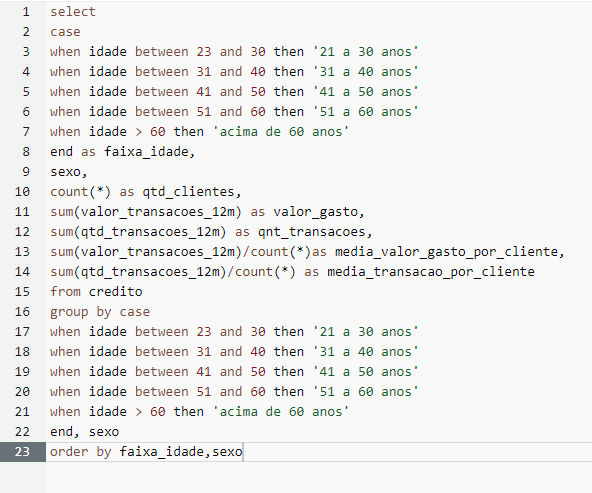 1 select
2 case
3 when idade between 23 and 30 then '21 a 30 anos'
4 when idade between 31 and 40 then '31 a 40 anos'
5 when idade between 41 and 50 then '41 a 50 anos'
6 when idade between 51 and 60 then '51 a 60 anos'
7 when idade > 60 then 'acima de 60 anos'
8 end as faixa_idade,
9 sexo,
10 count(*) as qtd_clientes,
11 sum(valor_transacoes_12m) as valor_gasto,
12 sum(qtd_transacoes_12m) as qnt_transacoes,
13 sum(valor_transacoes_12m)/count(*)as media_valor_gasto_por_cliente,
14 sum(qtd_transacoes_12m)/count(*) as media_transacao_por_cliente
15 from credito
16 group by case
17 when idade between 23 and 30 then '21 a 30 anos'
18 when idade between 31 and 40 then '31 a 40 anos'
19 when idade between 41 and 50 then '41 a 50 anos'
20 when idade between 51 and 60 then '51 a 60 anos'
21 when idade > 60 then 'acima de 60 anos'
22 end, sexo
23 order by faixa_idade,sexo